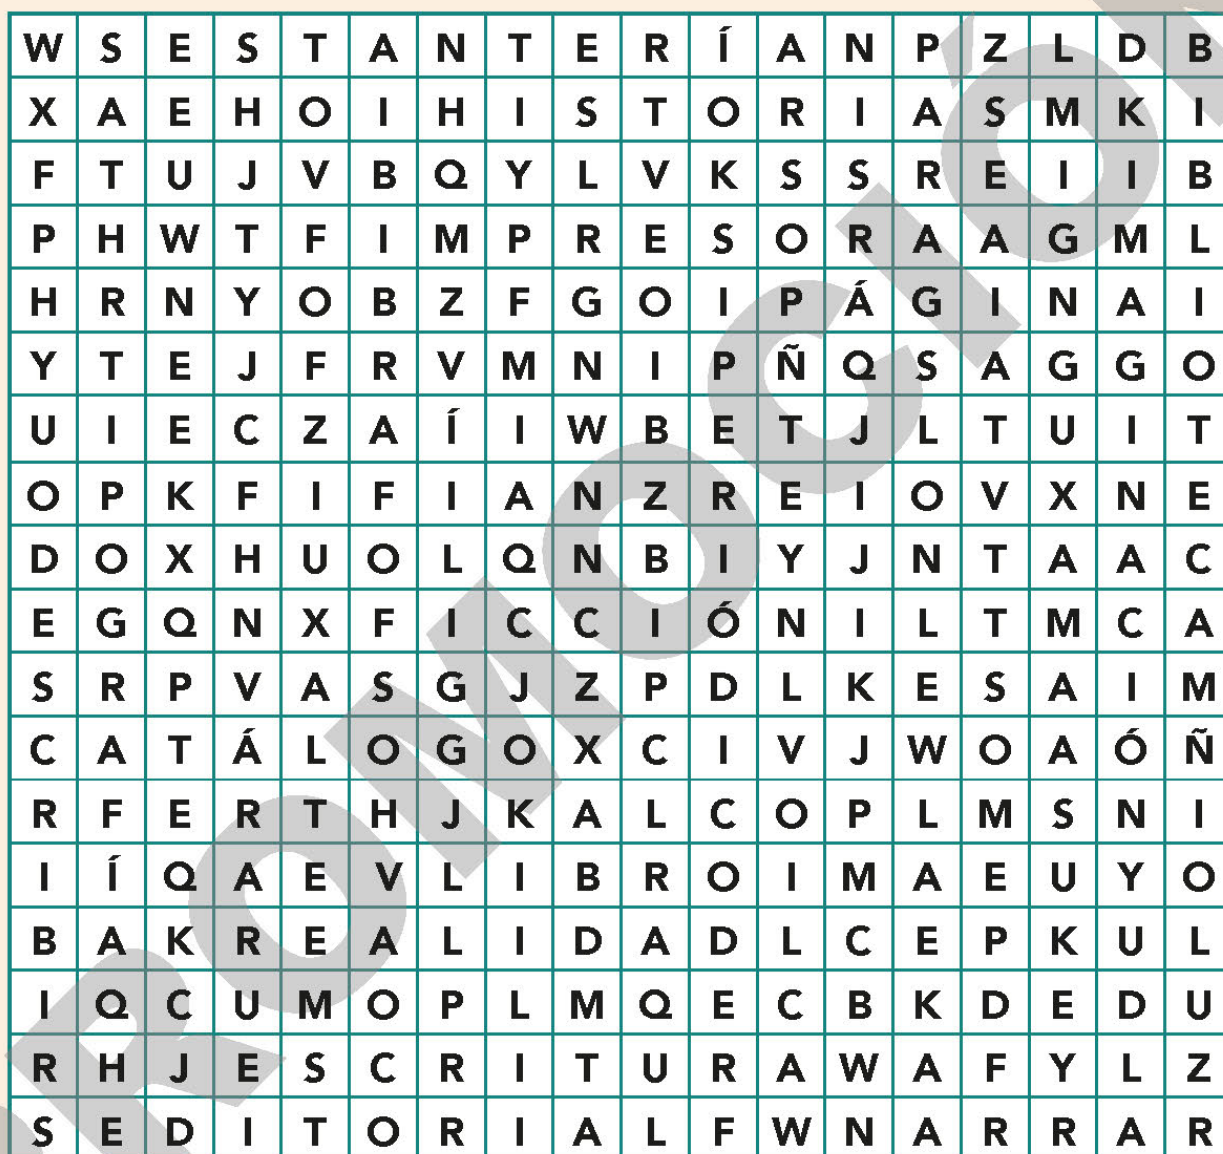 W S E S T A N T E R Í A N P Z L D B
X A E H O I H I S T O R I A S M K I
F T U J V B Q Y L V K S S R E I I B
P H W T F I M P R E S O R A A G M L
H R N Y O B Z F G O I P Á G I N A I
Y T E J F R V M N I P Ñ Q S A G G O
U I E C Z A Í I W B E T J L T U I T
O P K F I F I A N Z R E I O V X N E
D O X H U O L Q N B I Y J N T A A C
E G Q N X F I C C I Ó N I L T M C A
S R P V A S G J Z P D L K E S A I M
C A T Á L O G O X C I V J W O A Ó Ñ
R F E R T H J K A L C O P L M S N I
I Í Q A E V L I B R O I M A E U Y O
B A K R E A L I D A D L C E P K U L
I Q C U M O P L M Q E C B K D E D U
R H J E S C R I T U R A W A F Y L Z
S E D I T O R I A L F W N A R R A R
PROMOCIÓN